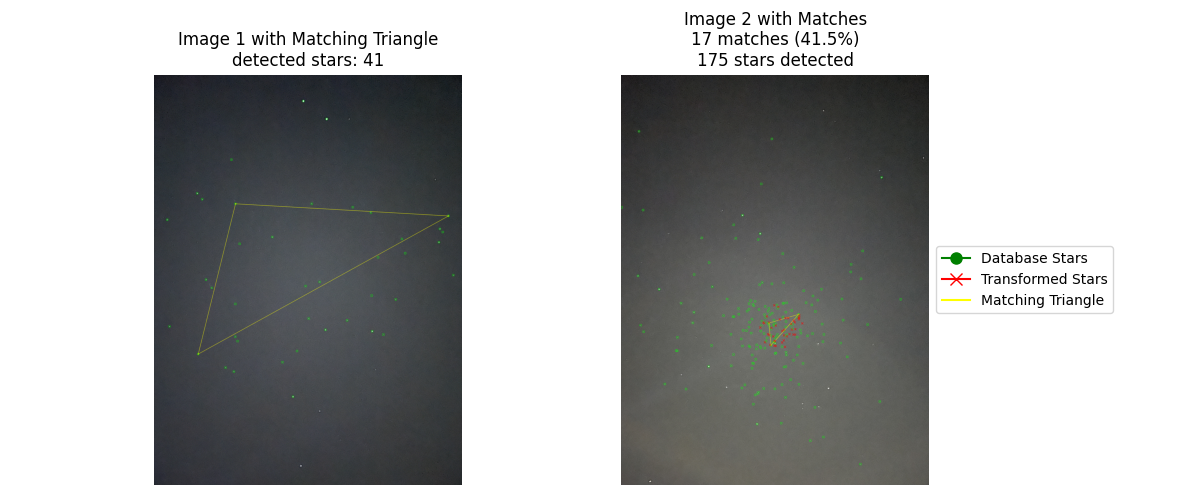 Image 1 with Matching Triangle
detected stars: 41
Image 2 with Matches
17 matches (41.5%)
175 stars detected
Database Stars
Transformed Stars
Matching Triangle